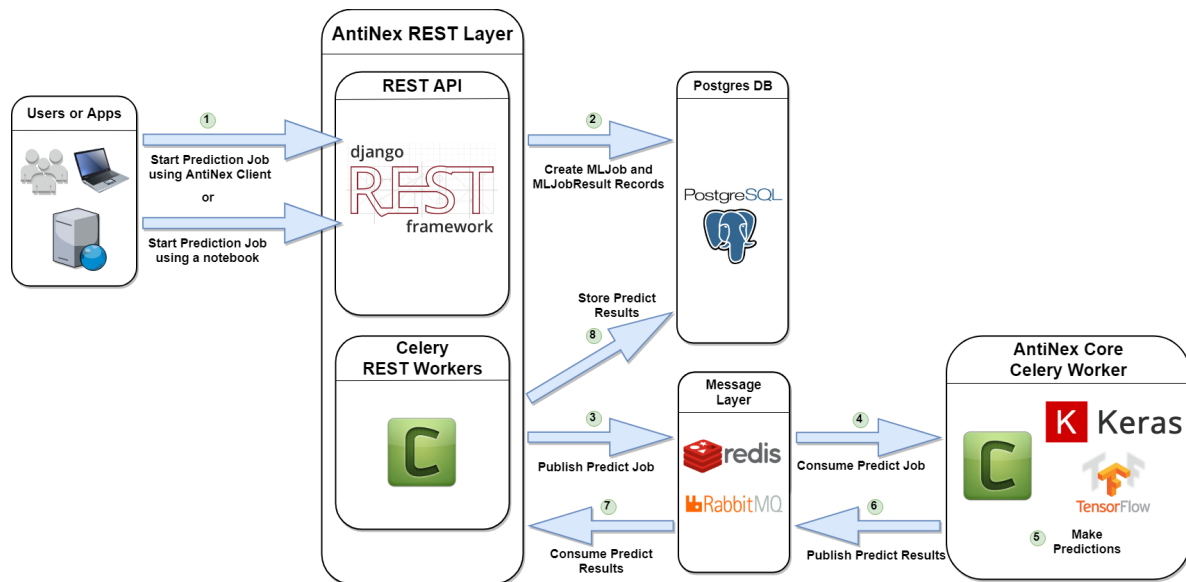 AntiNex REST Layer
REST API
django
REST
framework
Users or Apps
1
Start Prediction Job
using AntiNex Client
or
Start Prediction Job
using a notebook
2
Create MLJob and
MLJobResult Records
Postgres DB
PostgreSQL
Store Predict
Results
8
Celery
REST Workers
C
3
Publish Predict Job
7
Consume Predict
Results
Message
Layer
redis
RabbitMQ
4
Consume Predict Job
6
Publish Predict Results
AntiNex Core
Celery Worker
K Keras
C
TF
TensorFlow
5
Make
Predictions